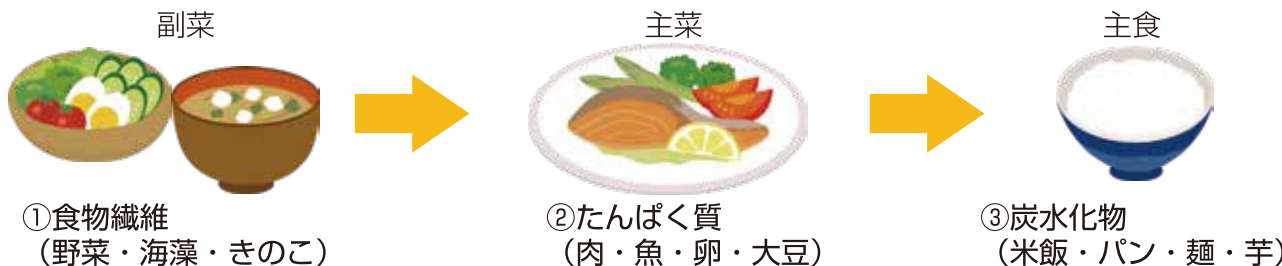 副菜
主菜
主食
①食物繊維
（野菜・海藻・きのこ）
②たんぱく質
（肉・魚・卵・大豆）
③炭水化物
（米飯・パン・麺・芋）